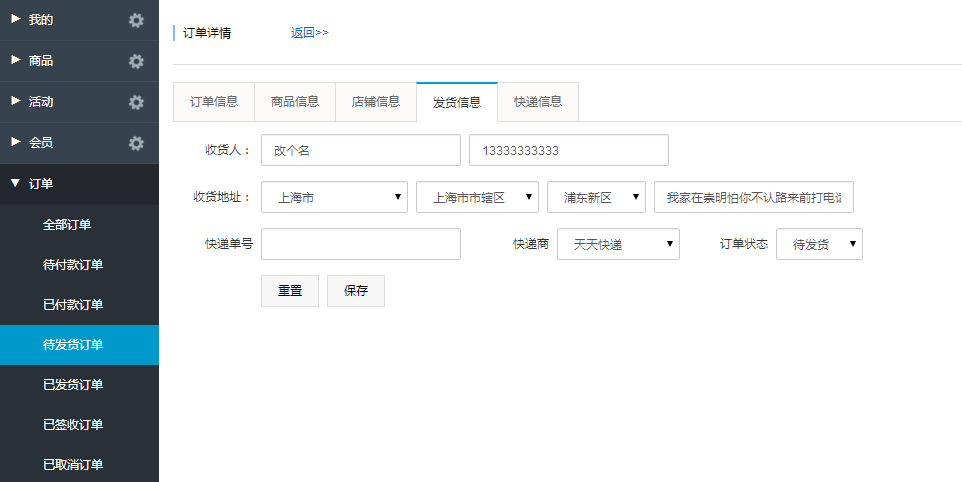 我的
商品
活动
会员
订单
全部订单
待付款订单
已付款订单
待发货订单
已发货订单
已签收订单
已取消订单
订单详情 返回>>
订单信息 商品信息 店铺信息 发货信息 快递信息
收货人： 改个名 13333333333
收货地址： 上海市 上海市市辖区 浦东新区 我家在崇明怕你不认路来前打电话
快递单号 快递商 天天快递 订单状态 待发货
重置 保存